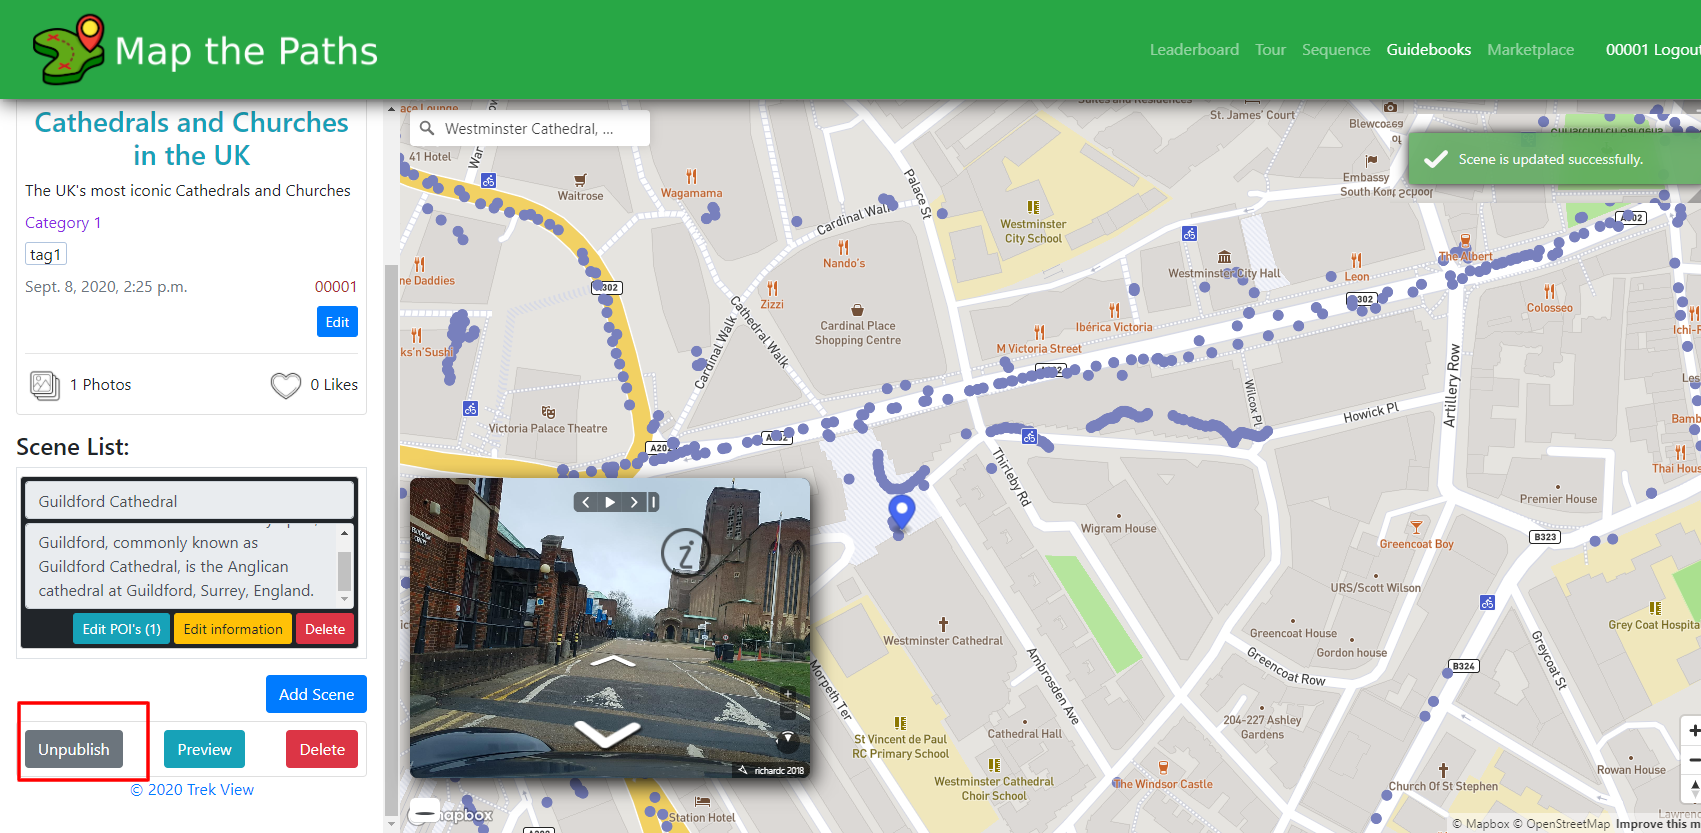 Map the Paths
Leaderboard Tour Sequence Guidebooks Marketplace 00001 Logout
Cathedrals and Churches
in the UK
The UK's most iconic Cathedrals and Churches
Category 1
tag1
Sept. 8, 2020, 2:25 p.m. 00001
Edit
1 Photos 0 Likes
Scene List:
Guildford Cathedral
Guildford, commonly known as
Guildford Cathedral, is the Anglican
cathedral at Guildford, Surrey, England.
Edit POI's (1) Edit information Delete
Add Scene
Unpublish Preview Delete
© 2020 Trek View
Westminster Cathedral, ...
Scene is updated successfully.
St. James' Court
41 Hotel
Waitrose
Wagamama
Palace St
Embassy
Westminster
City School
Cardinal Walk
A302
Nando's
Westminster City Hall
The Albert
ne Daddies
A302
Zizzi
Leon
A302
Colosseo
Cathedral Walk
Cardinal Place
Shopping Centre
Ibérica Victoria
ks'n'Sushi
M Victoria Street
Cardinal Walk
Artillery Row
Wilcox Pl
Howick Pl
Victoria Palace Theatre
A302
A202
Thirleby Rd
Thai House
Premier House
Wigram House
Greencoat Boy
B323
URS/Scott Wilson
Grey Coat Hospita
Westminster Cathedral
Greencoat House
Gordon house
Greencoat Row
B324
Greycoat St
Morpeth Ter
Ambrosden Ave
204-227 Ashley
Gardens
Cathedral Hall
St Vincent de Paul
RC Primary School
Westminster Cathedral
Choir School
The Windsor Castle
Church Of St Stephen
Rowan House
richardc 2018
mapbox
Station Hotel
© Mapbox © OpenStreetMap Improve this m